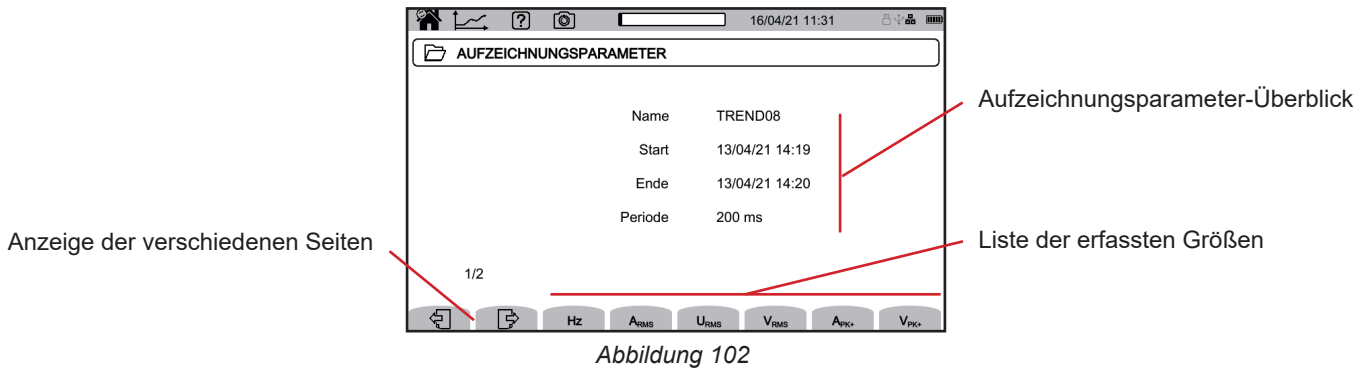 16/04/21 11:31
AUFZEICHNUNGSPARAMETER
Name TREND08
Start 13/04/21 14:19
Ende 13/04/21 14:20
Periode 200 ms
Aufzeichnungsparameter-Überblick
Liste der erfassten Größen
Anzeige der verschiedenen Seiten
1/2
Hz ARMS URMS VRMS APK+ VPK+
Abbildung 102